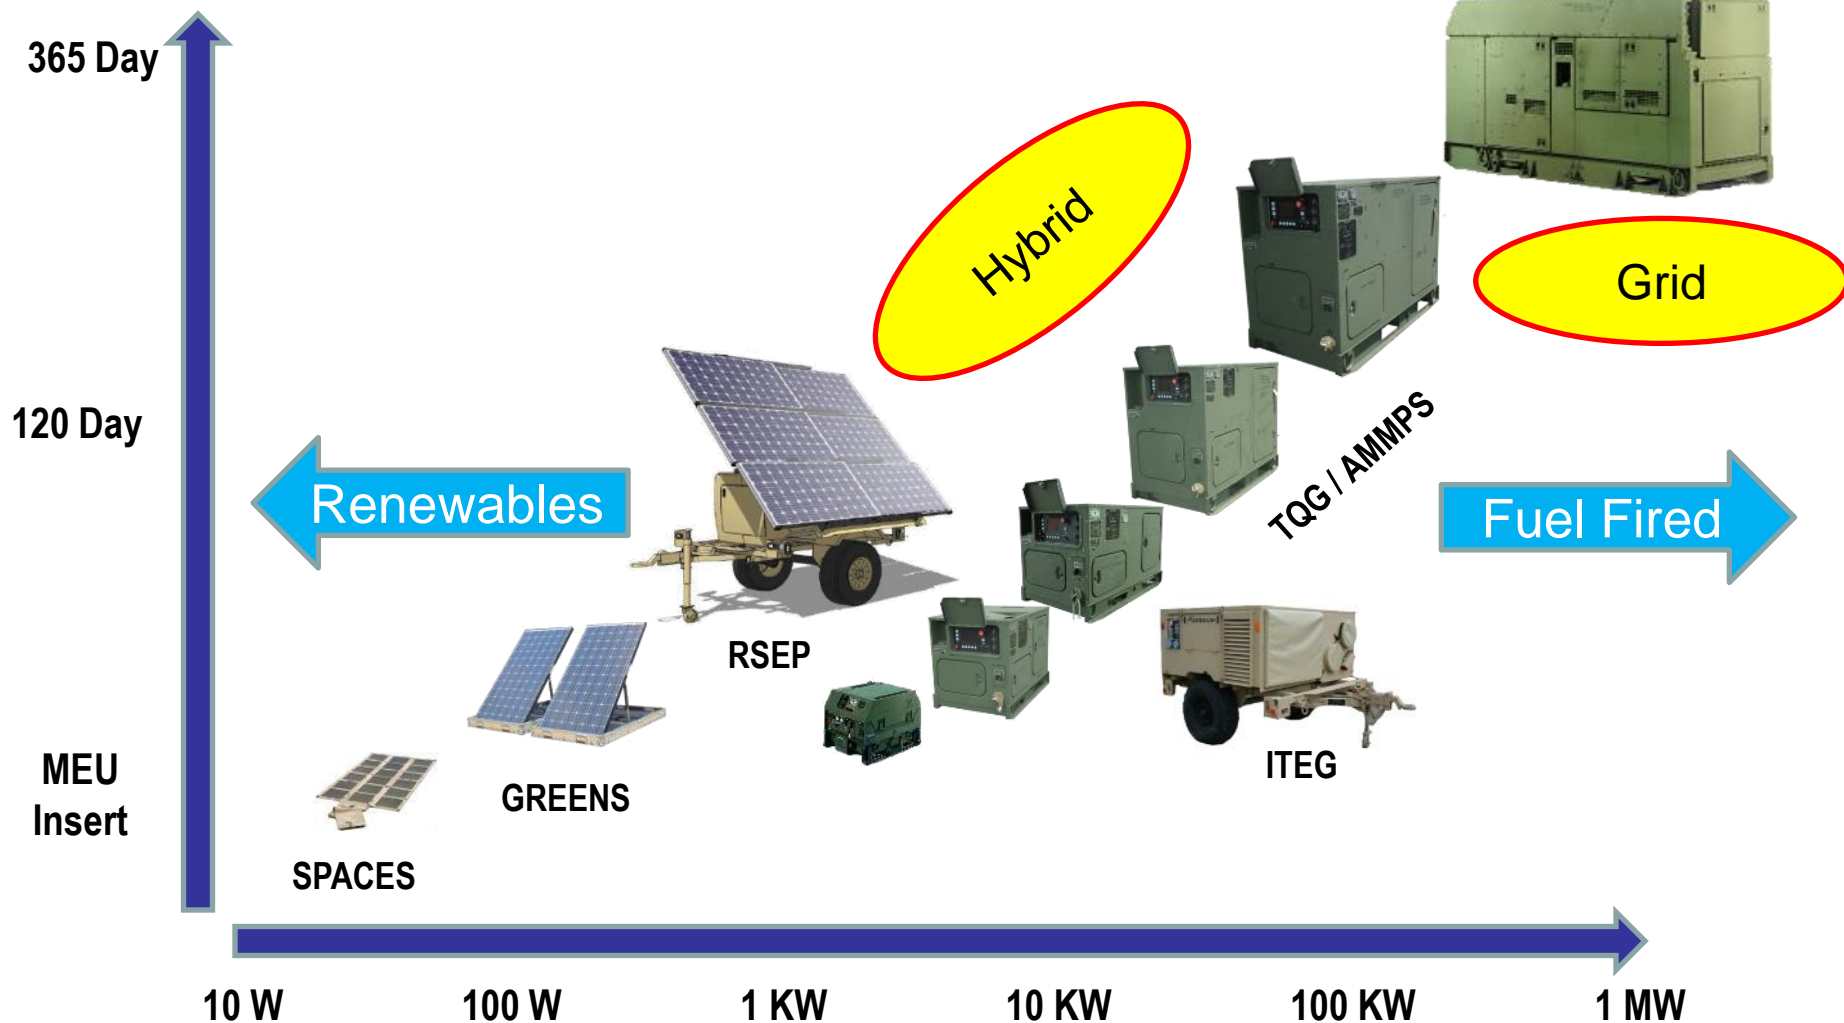 365 Day
Hybrid
Grid
120 Day
Renewables
TQG / AMMPS
Fuel Fired
RSEP
MEU
Insert
GREENS
ITEG
SPACES
10 W
100 W
1 KW
10 KW
100 KW
1 MW